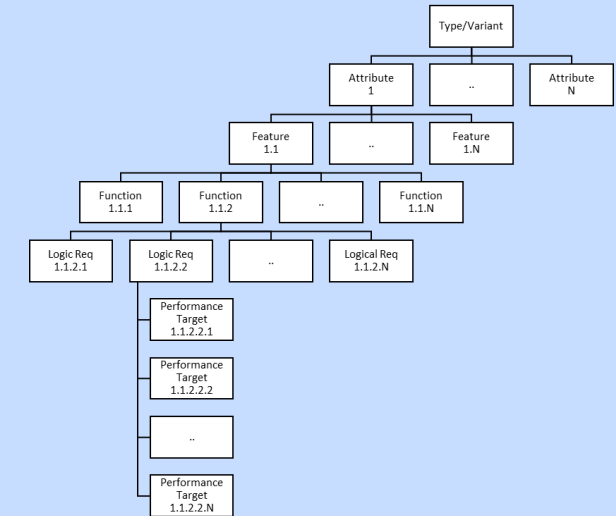 Type/Variant
Attribute
1
..
Attribute
N
Feature
1.1
..
Feature
1.N
Function
1.1.1
Function
1.1.2
..
Function
1.1.N
Logic Req
1.1.2.1
Logic Req
1.1.2.2
..
Logical Req
1.1.2.N
Performance
Target
1.1.2.2.1
Performance
Target
1.1.2.2.2
..
Performance
Target
1.1.2.2.N